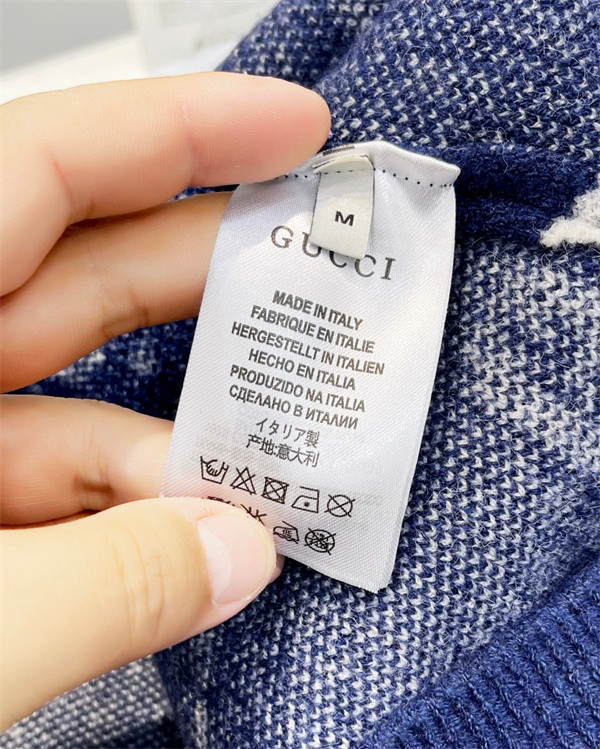 M
GUCCI
MADE IN ITALY
FABRIQUE EN ITALIE
HERGESTELLT IN ITALIEN
HECHO EN ITALIA
PRODUZIDO NA ITALIA
СДЕЛАНО В ИТАЛИИ
イタリア製
产地:意大利